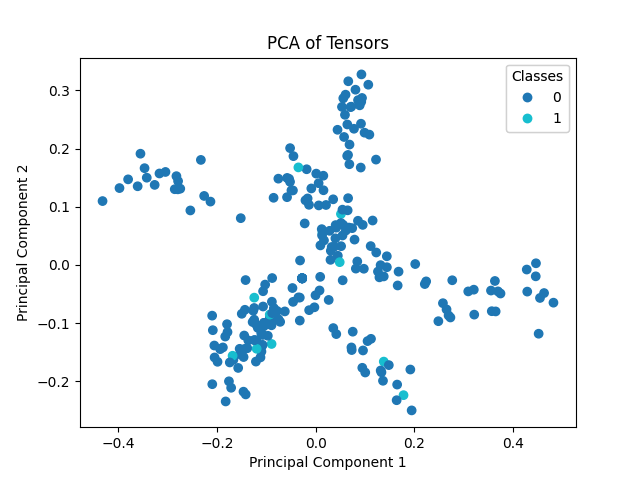 PCA of Tensors
Classes
0
1
Principal Component 2
0.3
0.2
0.1
0.0
−0.1
−0.2
−0.4 −0.2 0.0 0.2 0.4
Principal Component 1